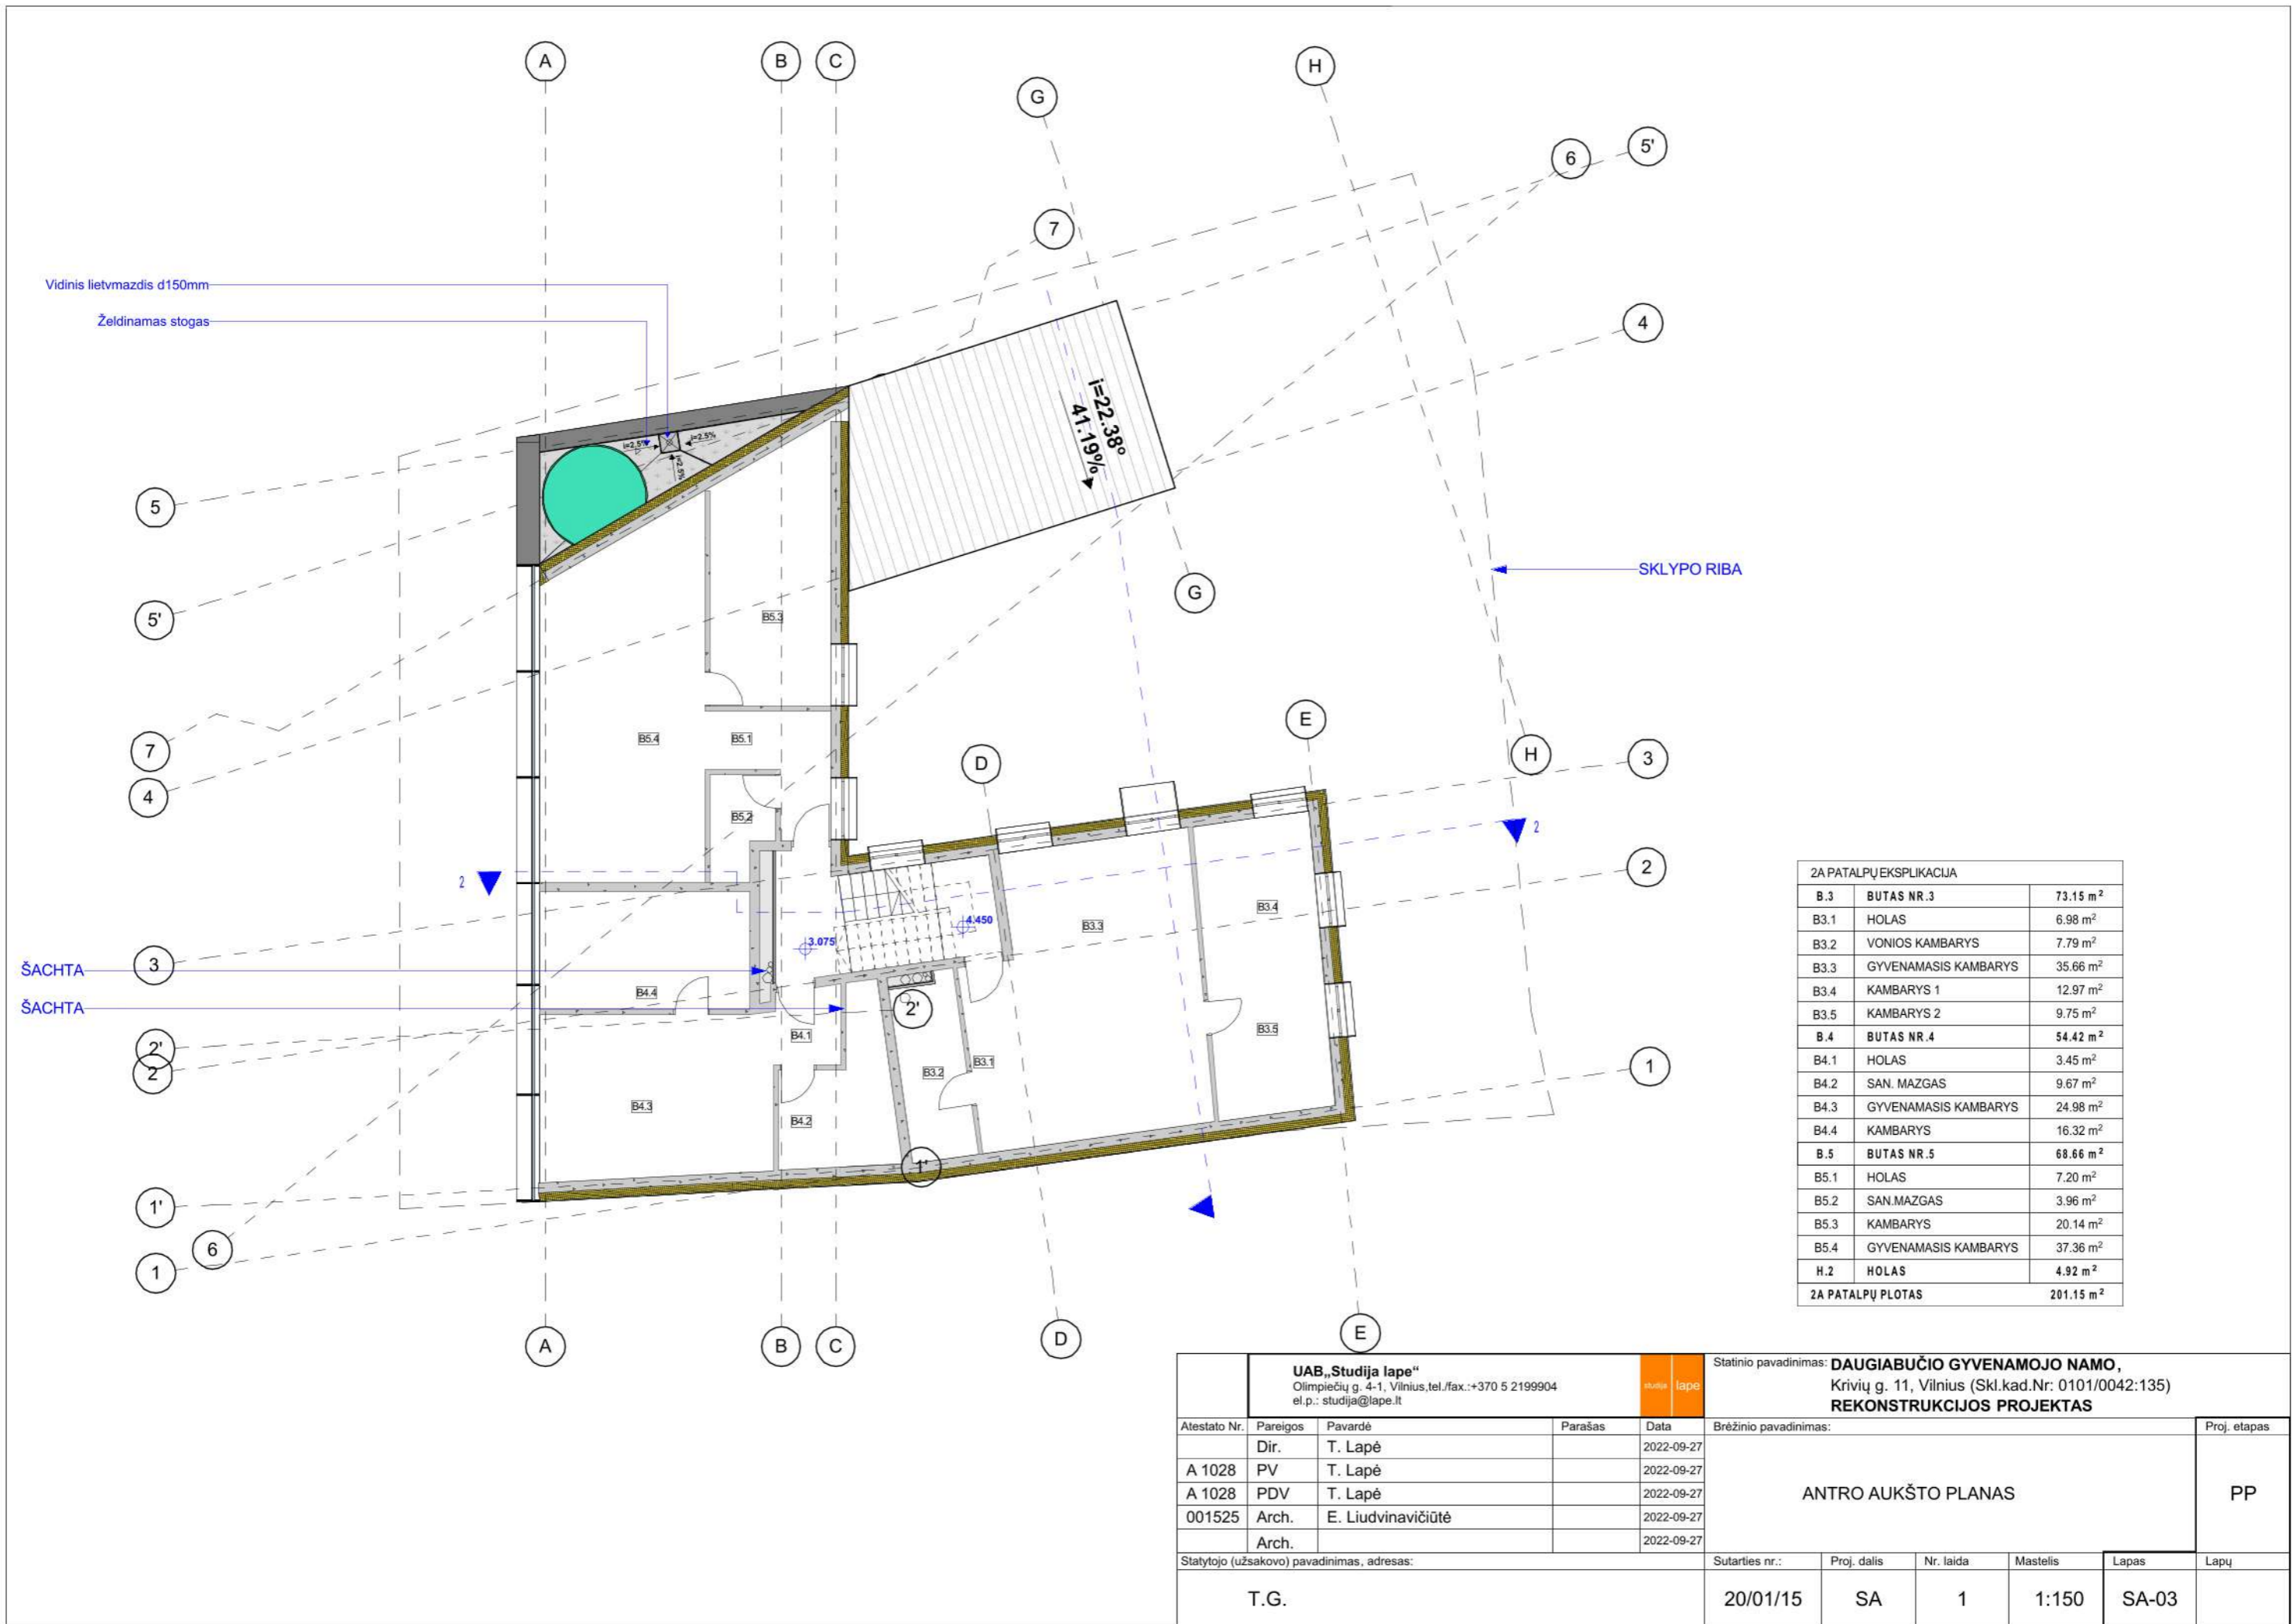 A
B
C
G
H
6
5'
7
4
Vidinis lietvmazdis d150mm
Želdinamas stogas
i=22.38°
41.19%
i=2.5%
i=2.5%
i=2.5%
5
5'
SKLYPO RIBA
G
B5.3
7
4
B5.4
B5.1
B5.2
D
E
H
3
2
2
2
B3.4
B3.3
4.450
3.075
3
ŠACHTA
ŠACHTA
B4.4
2'
2'
2
B4.1
B3.5
B3.1
B3.2
1
B4.3
B4.2
1'
1'
6
1
A
B
C
D
E
2A PATALPŲ EKSPLIKACIJA
B.3 BUTAS NR.3 73.15 m²
B3.1 HOLAS 6.98 m²
B3.2 VONIOS KAMBARYS 7.79 m²
B3.3 GYVENAMASIS KAMBARYS 35.66 m²
B3.4 KAMBARYS 1 12.97 m²
B3.5 KAMBARYS 2 9.75 m²
B.4 BUTAS NR.4 54.42 m²
B4.1 HOLAS 3.45 m²
B4.2 SAN. MAZGAS 9.67 m²
B4.3 GYVENAMASIS KAMBARYS 24.98 m²
B4.4 KAMBARYS 16.32 m²
B.5 BUTAS NR.5 68.66 m²
B5.1 HOLAS 7.20 m²
B5.2 SAN.MAZGAS 3.96 m²
B5.3 KAMBARYS 20.14 m²
B5.4 GYVENAMASIS KAMBARYS 37.36 m²
H.2 HOLAS 4.92 m²
2A PATALPŲ PLOTAS 201.15 m²
UAB„Studija lape“
Olimpiečių g. 4-1, Vilnius,tel./fax.:+370 5 2199904
el.p.: studija@lape.lt
studija lape
Statinio pavadinimas: DAUGIABUČIO GYVENAMOJO NAMO,
Krivių g. 11, Vilnius (Skl.kad.Nr: 0101/0042:135)
REKONSTRUKCIJOS PROJEKTAS
Atestato Nr. Pareigos Pavardė Parašas Data
Dir. T. Lapė 2022-09-27
A 1028 PV T. Lapė 2022-09-27
A 1028 PDV T. Lapė 2022-09-27
001525 Arch. E. Liudvinavičiūtė 2022-09-27
Arch. 2022-09-27
Brėžinio pavadinimas:
ANTRO AUKŠTO PLANAS
Proj. etapas
PP
Statytojo (užsakovo) pavadinimas, adresas:
T.G.
Sutarties nr.: Proj. dalis Nr. laida Mastelis Lapas Lapų
20/01/15 SA 1 1:150 SA-03